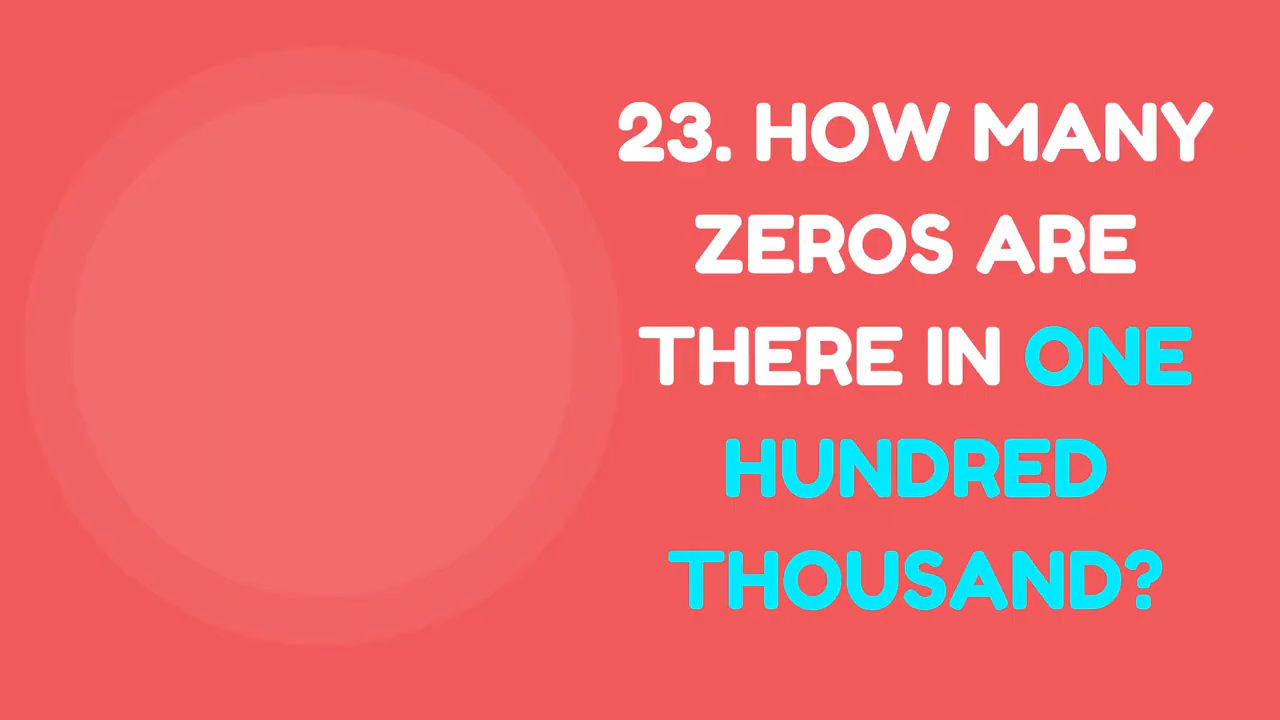 23. HOW MANY
ZEROS ARE
THERE IN ONE
HUNDRED
THOUSAND?